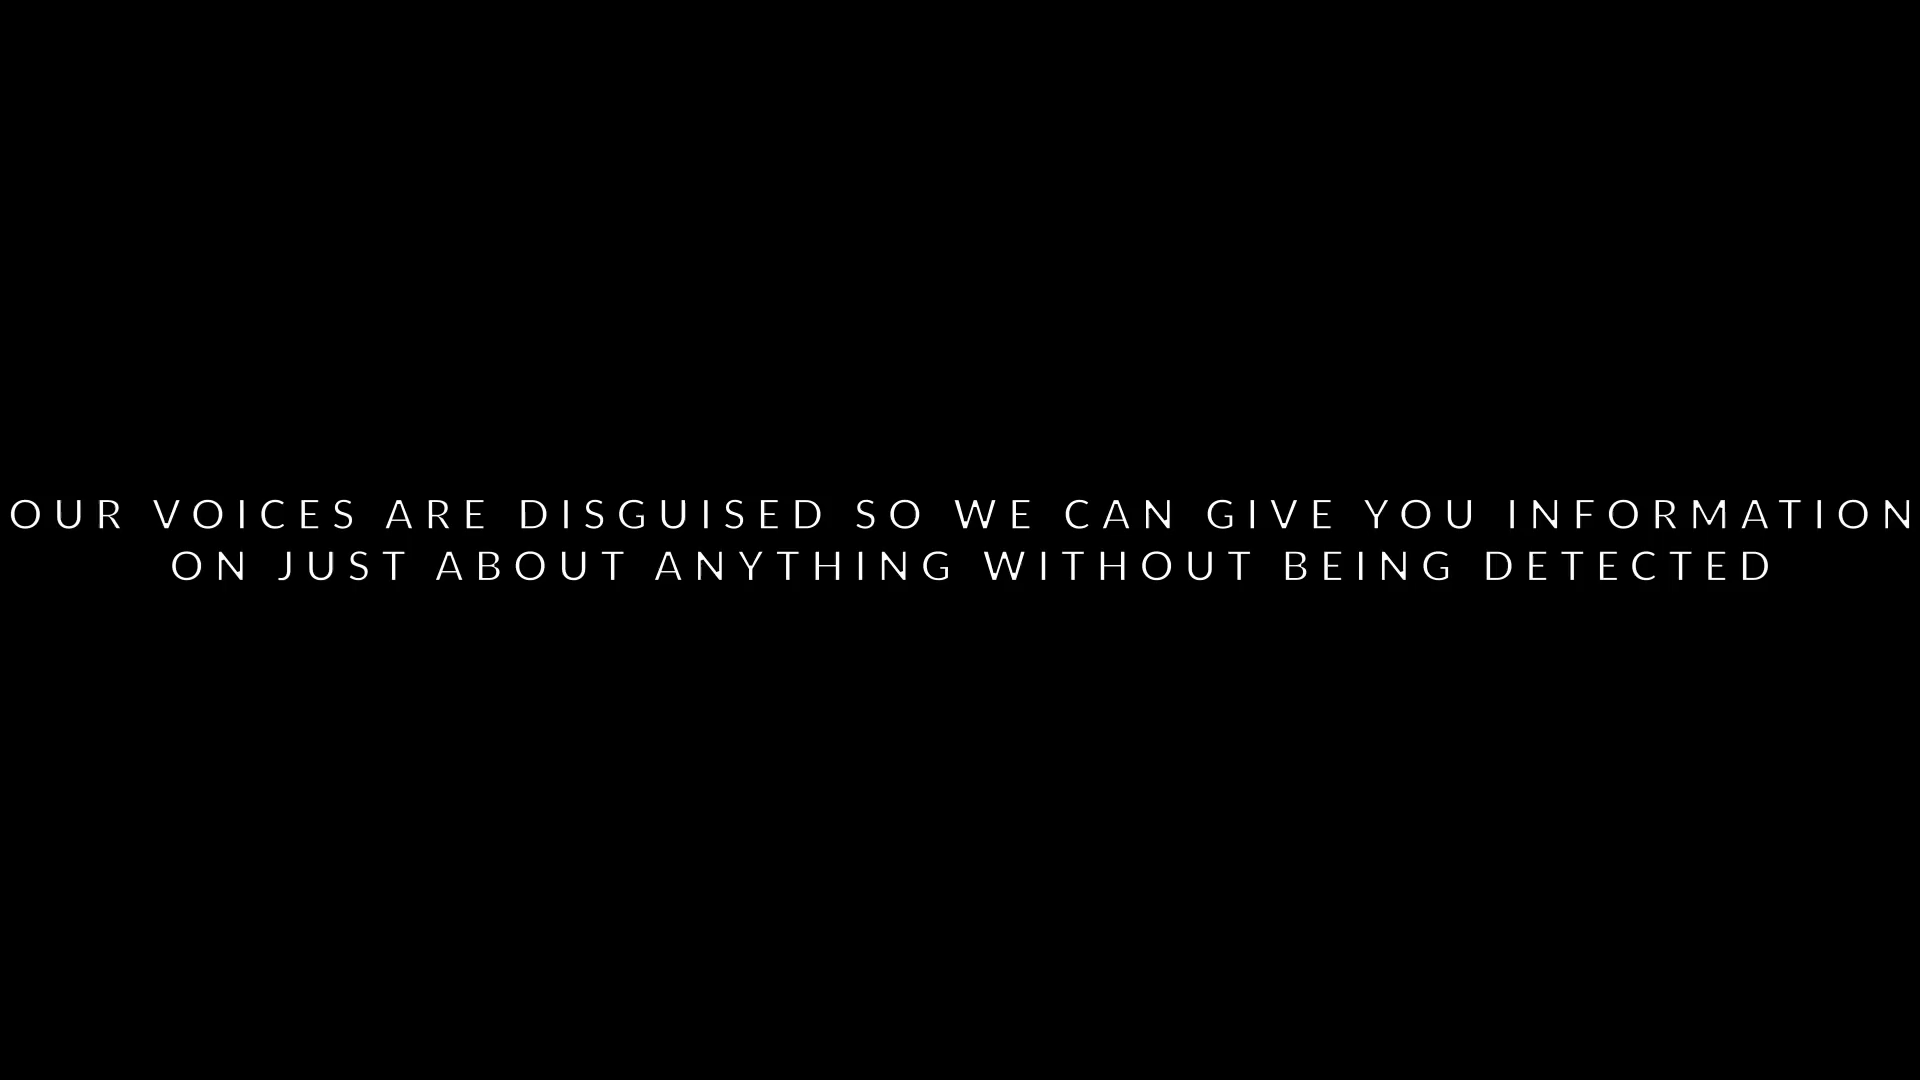 OUR VOICES ARE DISGUISED SO WE CAN GIVE YOU INFORMATION
ON JUST ABOUT ANYTHING WITHOUT BEING DETECTED